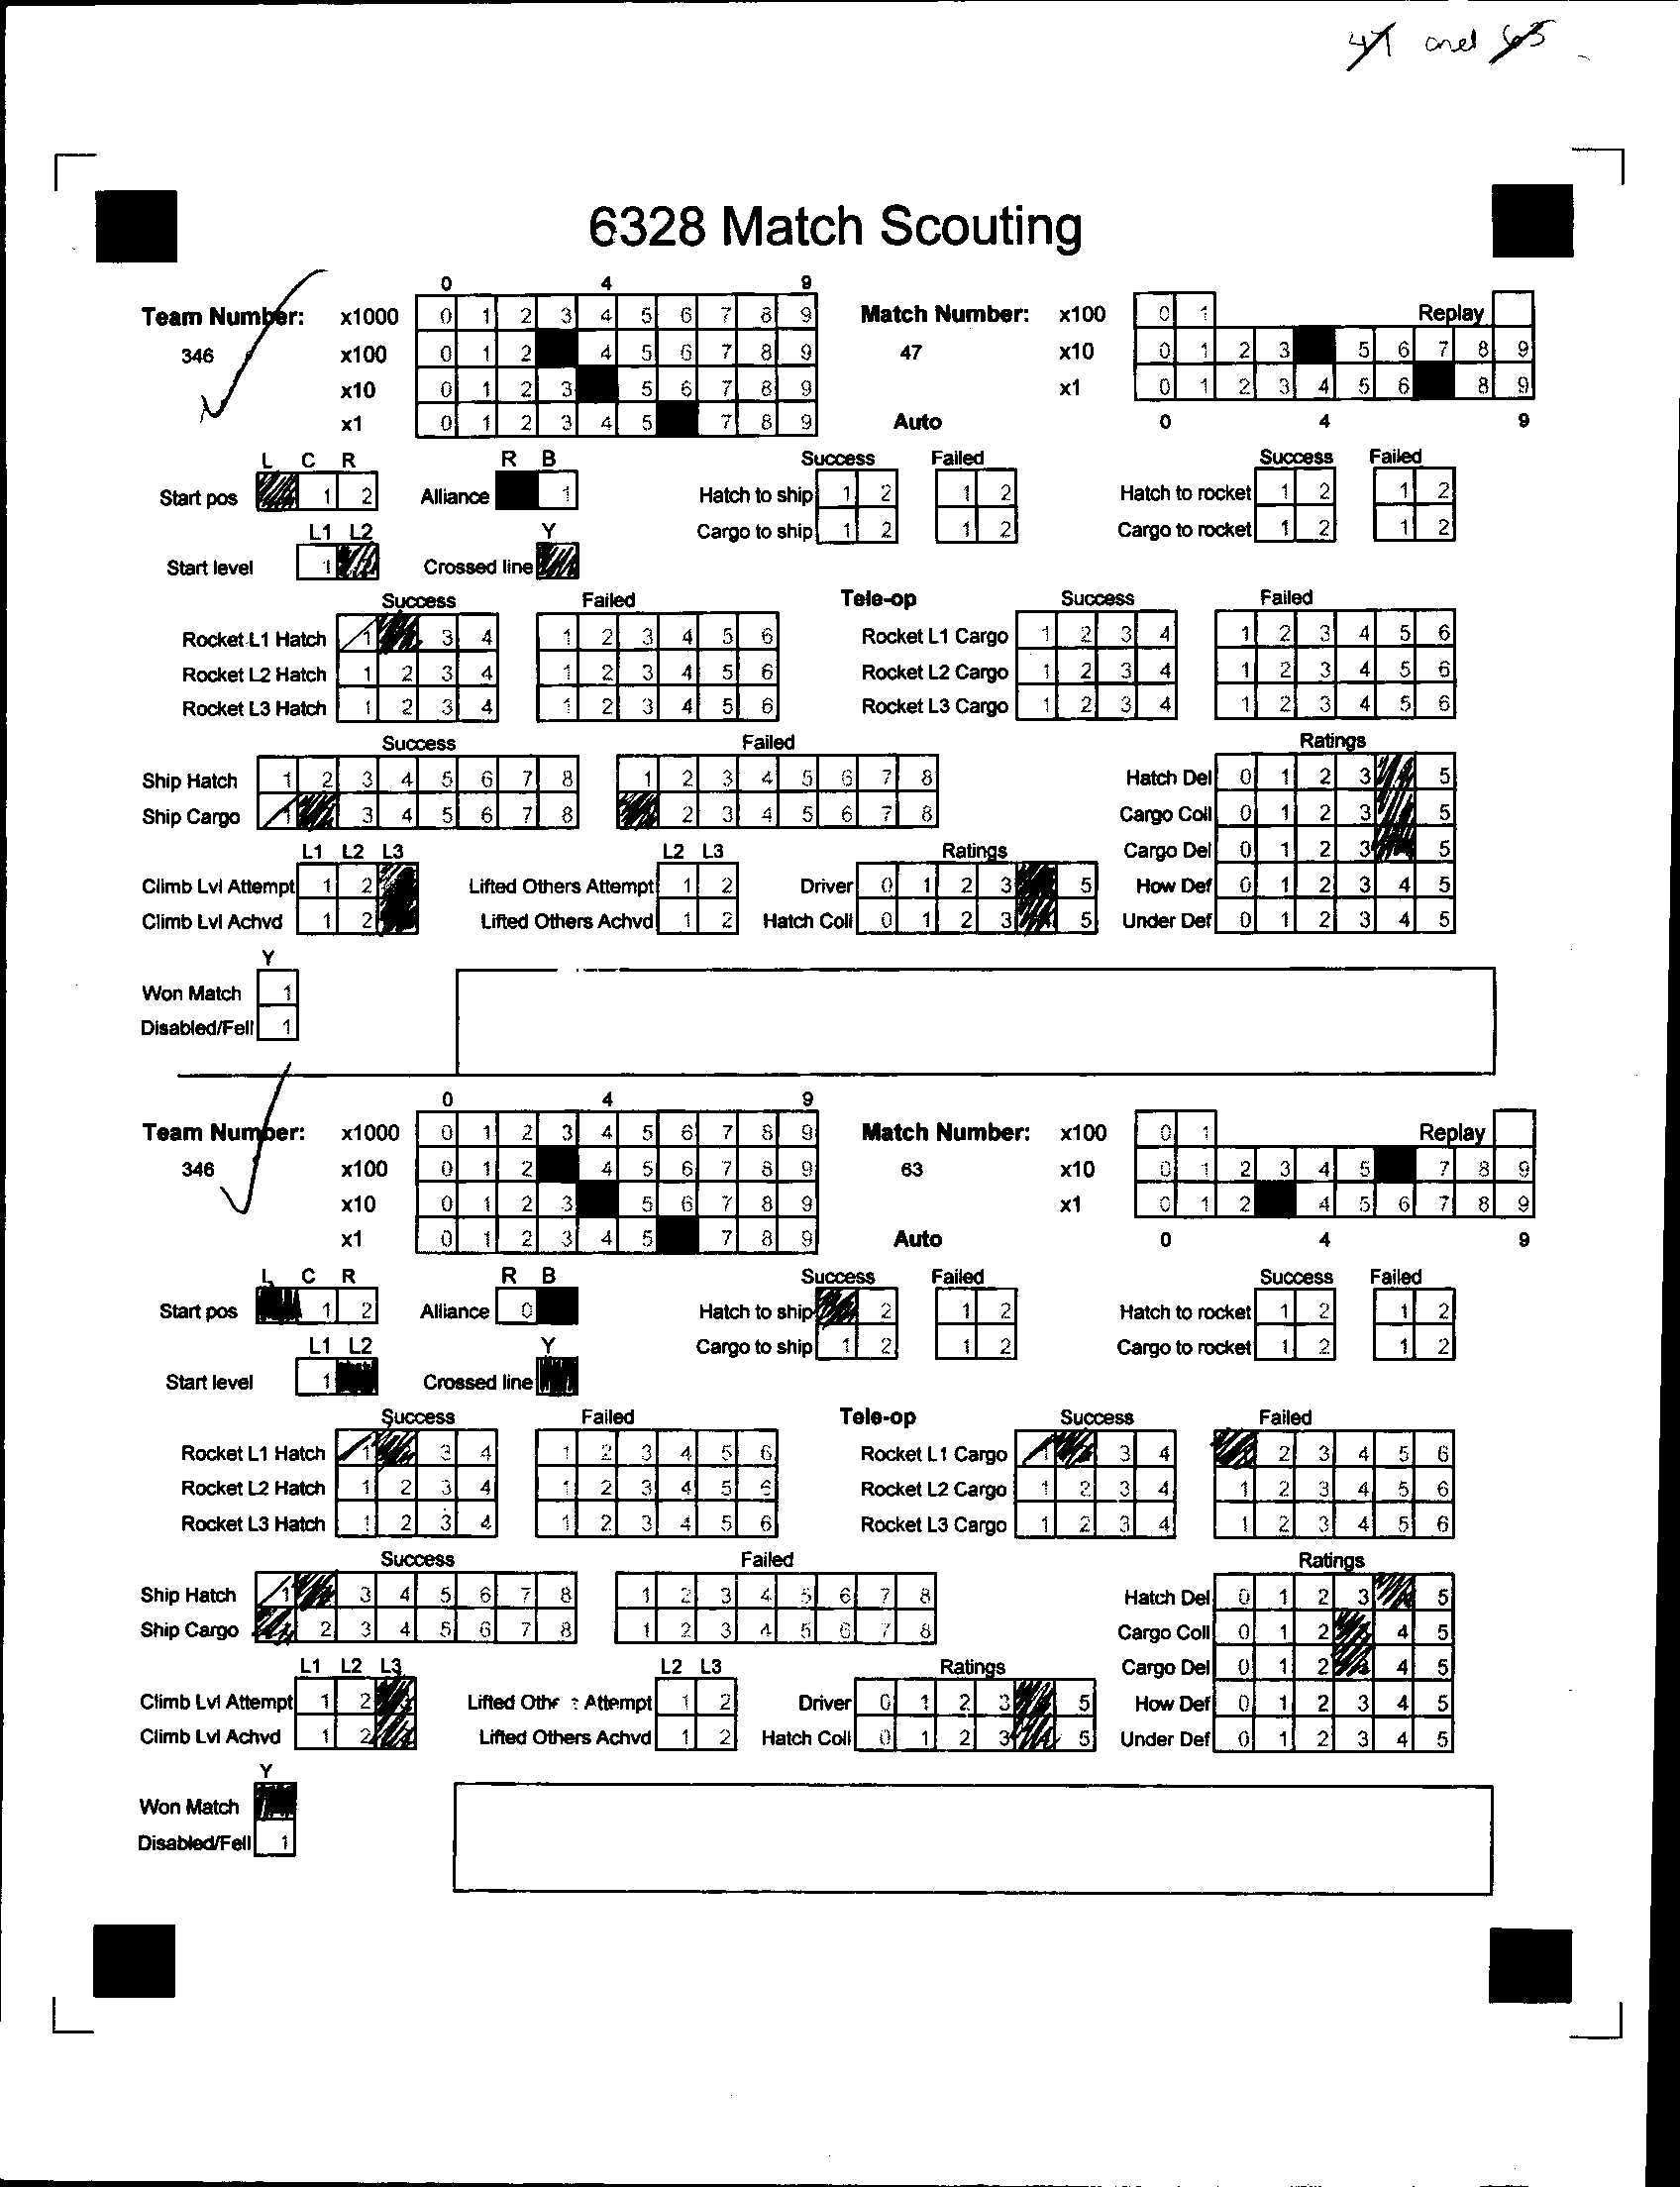 47 and 63
6328 Match Scouting
0 4 9
Team Number: x1000 0 1 2 3 4 5 6 7 8 9 Match Number: x100 0 1 Replay
346 x100 0 1 2 4 5 6 7 8 9 47 x10 0 1 2 3 5 6 7 8 9
x10 0 1 2 3 5 6 7 8 9 x1 0 1 2 3 4 5 6 8 9
x1 0 1 2 3 4 5 7 8 9 Auto 0 4 9
L C R R B Success Failed Success Failed
Start pos 1 2 Alliance 1 Hatch to ship 1 2 1 2 Hatch to rocket 1 2 1 2
L1 L2 Y Cargo to ship 1 2 1 2 Cargo to rocket 1 2 1 2
Start level 1 Crossed line
Success Failed Tele-op Success Failed
Rocket L1 Hatch 1 3 4 1 2 3 4 5 6 Rocket L1 Cargo 1 2 3 4 1 2 3 4 5 6
Rocket L2 Hatch 1 2 3 4 1 2 3 4 5 6 Rocket L2 Cargo 1 2 3 4 1 2 3 4 5 6
Rocket L3 Hatch 1 2 3 4 1 2 3 4 5 6 Rocket L3 Cargo 1 2 3 4 1 2 3 4 5 6
Success Failed Ratings
Ship Hatch 1 2 3 4 5 6 7 8 1 2 3 4 5 6 7 8 Hatch Del 0 1 2 3 5
Ship Cargo 1 3 4 5 6 7 8 2 3 4 5 6 7 8 Cargo Coll 0 1 2 3 5
L1 L2 L3 L2 L3 Ratings Cargo Del 0 1 2 3 5
Climb Lvl Attempt 1 2 Lifted Others Attempt 1 2 Driver 0 1 2 3 5 How Def 0 1 2 3 4 5
Climb Lvl Achvd 1 2 Lifted Others Achvd 1 2 Hatch Coll 0 1 2 3 5 Under Def 0 1 2 3 4 5
Y
Won Match 1
Disabled/Fell 1
0 4 9
Team Number: x1000 0 1 2 3 4 5 6 7 8 9 Match Number: x100 0 1 Replay
346 x100 0 1 2 4 5 6 7 8 9 63 x10 0 1 2 3 4 5 7 8 9
x10 0 1 2 3 5 6 7 8 9 x1 0 1 2 4 5 6 7 8 9
x1 0 1 2 3 4 5 7 8 9 Auto 0 4 9
L C R R B Success Failed Success Failed
Start pos 1 2 Alliance 0 Hatch to ship 2 1 2 Hatch to rocket 1 2 1 2
L1 L2 Y Cargo to ship 1 2 1 2 Cargo to rocket 1 2 1 2
Start level 1 Crossed line
Success Failed Tele-op Success Failed
Rocket L1 Hatch 1 3 4 1 2 3 4 5 6 Rocket L1 Cargo 1 3 4 2 3 4 5 6
Rocket L2 Hatch 1 2 3 4 1 2 3 4 5 6 Rocket L2 Cargo 1 2 3 4 1 2 3 4 5 6
Rocket L3 Hatch 1 2 3 4 1 2 3 4 5 6 Rocket L3 Cargo 1 2 3 4 1 2 3 4 5 6
Success Failed Ratings
Ship Hatch 1 3 4 5 6 7 8 1 2 3 4 5 6 7 8 Hatch Del 0 1 2 3 5
Ship Cargo 2 3 4 5 6 7 8 1 2 3 4 5 6 7 8 Cargo Coll 0 1 2 4 5
L1 L2 L3 L2 L3 Ratings Cargo Del 0 1 2 4 5
Climb Lvl Attempt 1 2 Lifted Attempt 1 2 Driver 0 1 2 3 5 How Def 0 1 2 3 4 5
Climb Lvl Achvd 1 2 Lifted Others Achvd 1 2 Hatch Coll 0 1 2 3 5 Under Def 0 1 2 3 4 5
Y
Won Match
Disabled/Fell 1